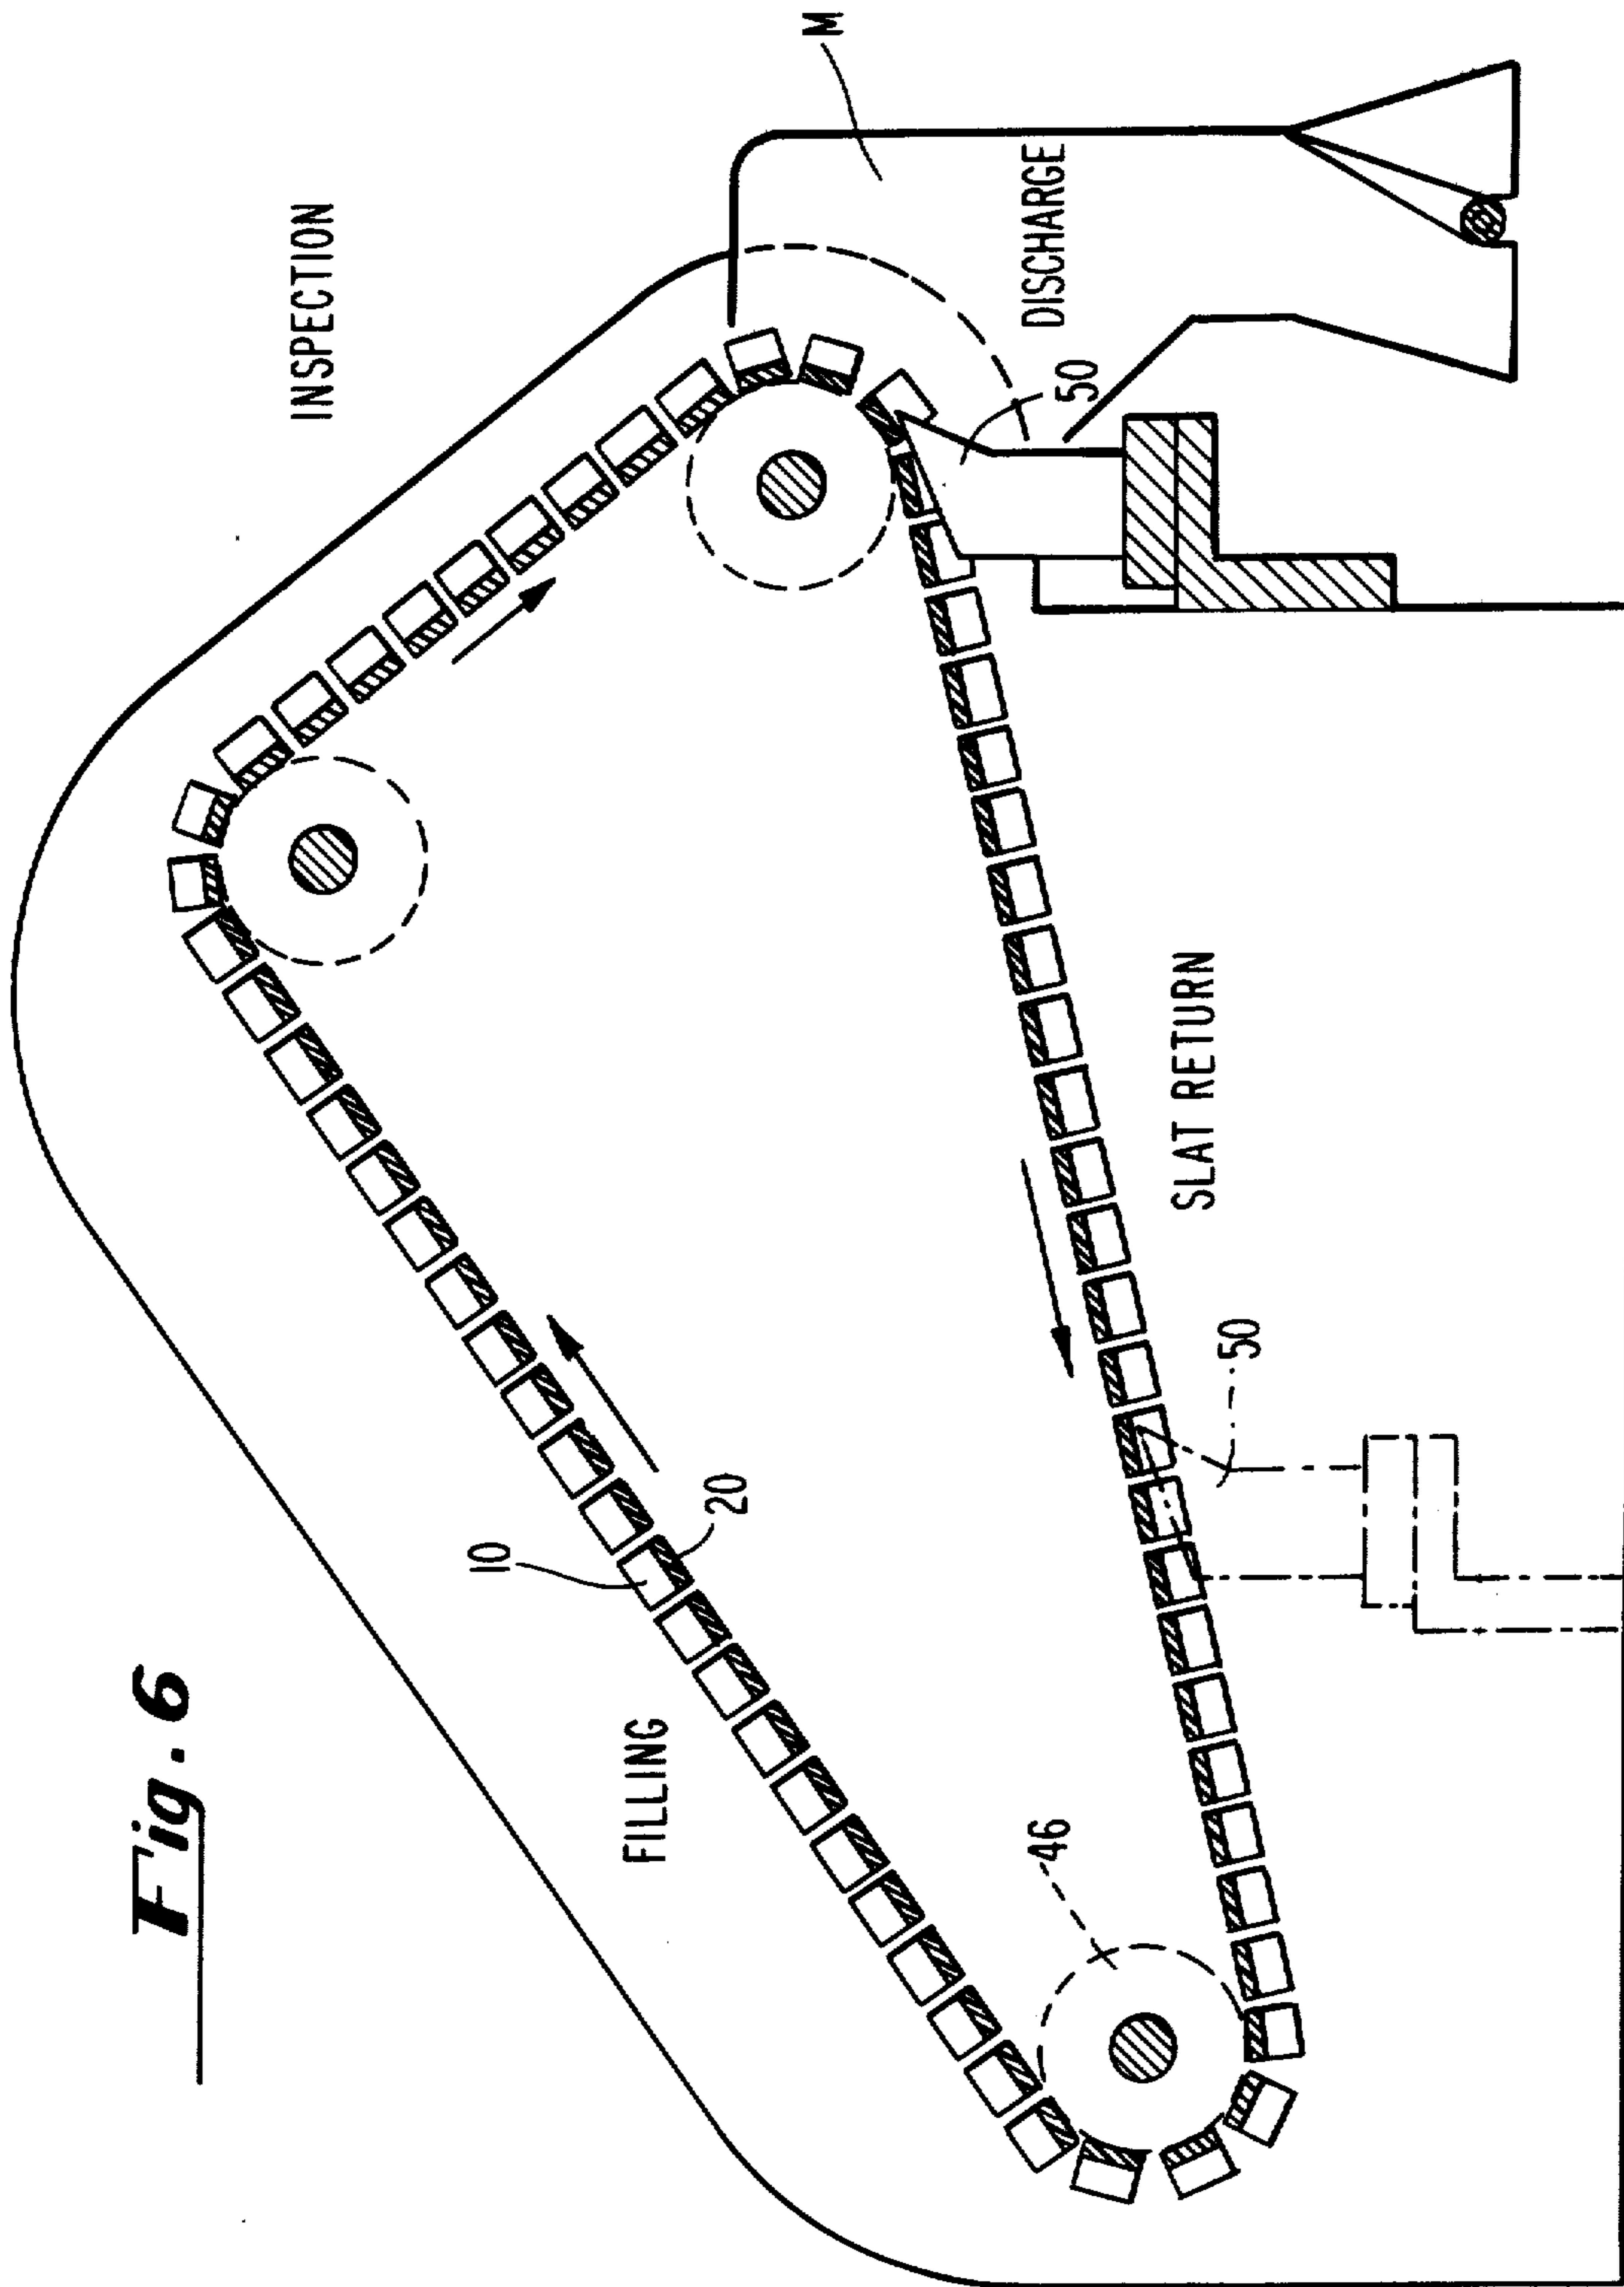 Fig. 6
INSPECTION
M
DISCHARGE
50
FILLING
10
20
SLAT RETURN
46
50